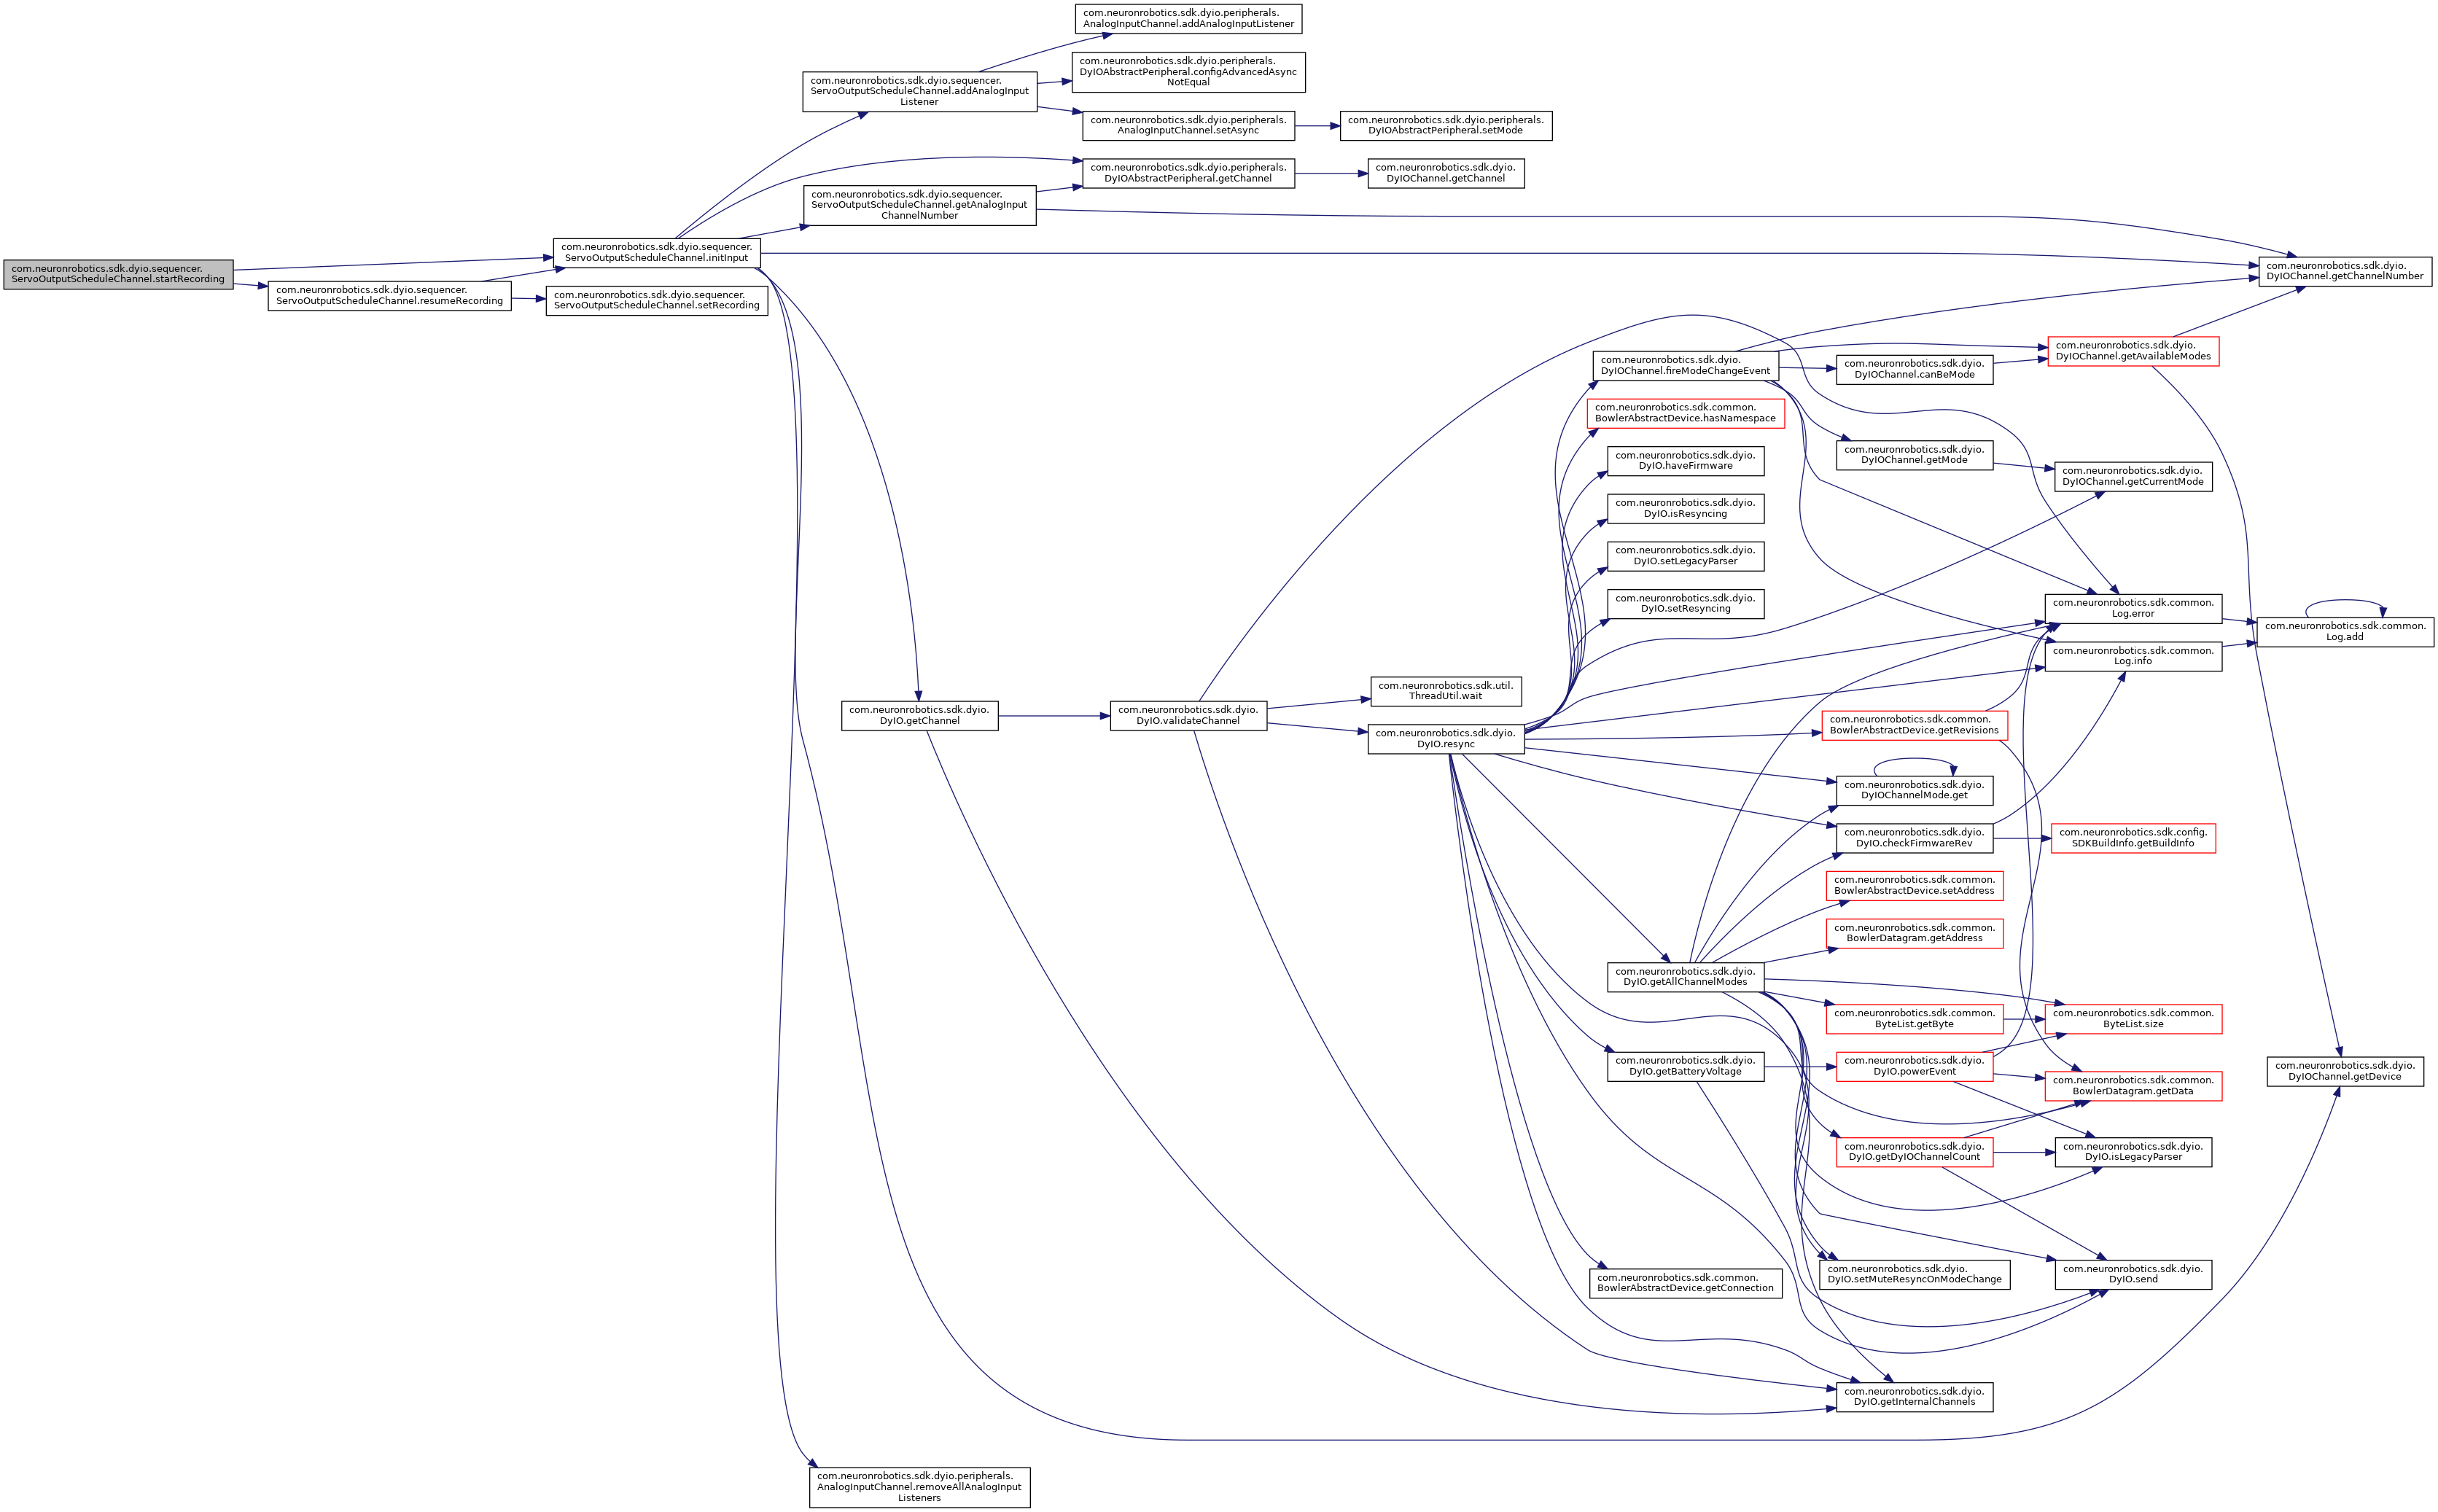 com.neuronrobotics.sdk.dyio.sequencer.
ServoOutputScheduleChannel.startRecording
com.neuronrobotics.sdk.dyio.sequencer.
ServoOutputScheduleChannel.initInput
com.neuronrobotics.sdk.dyio.sequencer.
ServoOutputScheduleChannel.resumeRecording
com.neuronrobotics.sdk.dyio.sequencer.
ServoOutputScheduleChannel.setRecording
com.neuronrobotics.sdk.dyio.sequencer.
ServoOutputScheduleChannel.addAnalogInput
Listener
com.neuronrobotics.sdk.dyio.sequencer.
ServoOutputScheduleChannel.getAnalogInput
ChannelNumber
com.neuronrobotics.sdk.dyio.
DyIO.getChannel
com.neuronrobotics.sdk.dyio.peripherals.
AnalogInputChannel.removeAllAnalogInput
Listeners
com.neuronrobotics.sdk.dyio.peripherals.
AnalogInputChannel.addAnalogInputListener
com.neuronrobotics.sdk.dyio.peripherals.
DyIOAbstractPeripheral.configAdvancedAsync
NotEqual
com.neuronrobotics.sdk.dyio.peripherals.
AnalogInputChannel.setAsync
com.neuronrobotics.sdk.dyio.peripherals.
DyIOAbstractPeripheral.getChannel
com.neuronrobotics.sdk.dyio.
DyIO.validateChannel
com.neuronrobotics.sdk.dyio.peripherals.
DyIOAbstractPeripheral.setMode
com.neuronrobotics.sdk.dyio.
DyIOChannel.getChannel
com.neuronrobotics.sdk.util.
ThreadUtil.wait
com.neuronrobotics.sdk.dyio.
DyIO.resync
com.neuronrobotics.sdk.dyio.
DyIOChannel.fireModeChangeEvent
com.neuronrobotics.sdk.common.
BowlerAbstractDevice.hasNamespace
com.neuronrobotics.sdk.dyio.
DyIO.haveFirmware
com.neuronrobotics.sdk.dyio.
DyIO.isResyncing
com.neuronrobotics.sdk.dyio.
DyIO.setLegacyParser
com.neuronrobotics.sdk.dyio.
DyIO.setResyncing
com.neuronrobotics.sdk.dyio.
DyIO.getAllChannelModes
com.neuronrobotics.sdk.dyio.
DyIO.getBatteryVoltage
com.neuronrobotics.sdk.common.
BowlerAbstractDevice.getConnection
com.neuronrobotics.sdk.dyio.
DyIOChannel.canBeMode
com.neuronrobotics.sdk.dyio.
DyIOChannel.getMode
com.neuronrobotics.sdk.common.
BowlerAbstractDevice.getRevisions
com.neuronrobotics.sdk.dyio.
DyIOChannelMode.get
com.neuronrobotics.sdk.dyio.
DyIO.checkFirmwareRev
com.neuronrobotics.sdk.common.
BowlerAbstractDevice.setAddress
com.neuronrobotics.sdk.common.
BowlerDatagram.getAddress
com.neuronrobotics.sdk.common.
ByteList.getByte
com.neuronrobotics.sdk.dyio.
DyIO.powerEvent
com.neuronrobotics.sdk.dyio.
DyIO.getDyIOChannelCount
com.neuronrobotics.sdk.dyio.
DyIO.setMuteResyncOnModeChange
com.neuronrobotics.sdk.dyio.
DyIO.getInternalChannels
com.neuronrobotics.sdk.dyio.
DyIOChannel.getAvailableModes
com.neuronrobotics.sdk.dyio.
DyIOChannel.getCurrentMode
com.neuronrobotics.sdk.common.
Log.error
com.neuronrobotics.sdk.common.
Log.info
com.neuronrobotics.sdk.config.
SDKBuildInfo.getBuildInfo
com.neuronrobotics.sdk.common.
ByteList.size
com.neuronrobotics.sdk.common.
BowlerDatagram.getData
com.neuronrobotics.sdk.dyio.
DyIO.isLegacyParser
com.neuronrobotics.sdk.dyio.
DyIO.send
com.neuronrobotics.sdk.dyio.
DyIOChannel.getChannelNumber
com.neuronrobotics.sdk.common.
Log.add
com.neuronrobotics.sdk.dyio.
DyIOChannel.getDevice